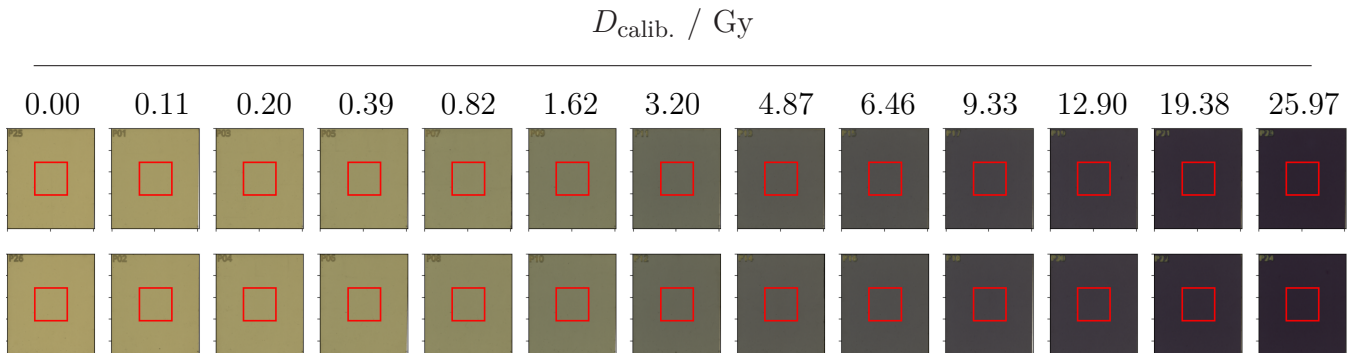 D_calib. / Gy
0.00 0.11 0.20 0.39 0.82 1.62 3.20 4.87 6.46 9.33 12.90 19.38 25.97
P25 P01 P03 P05 P07 P09
P26 P02 P04 P06 P08 P10